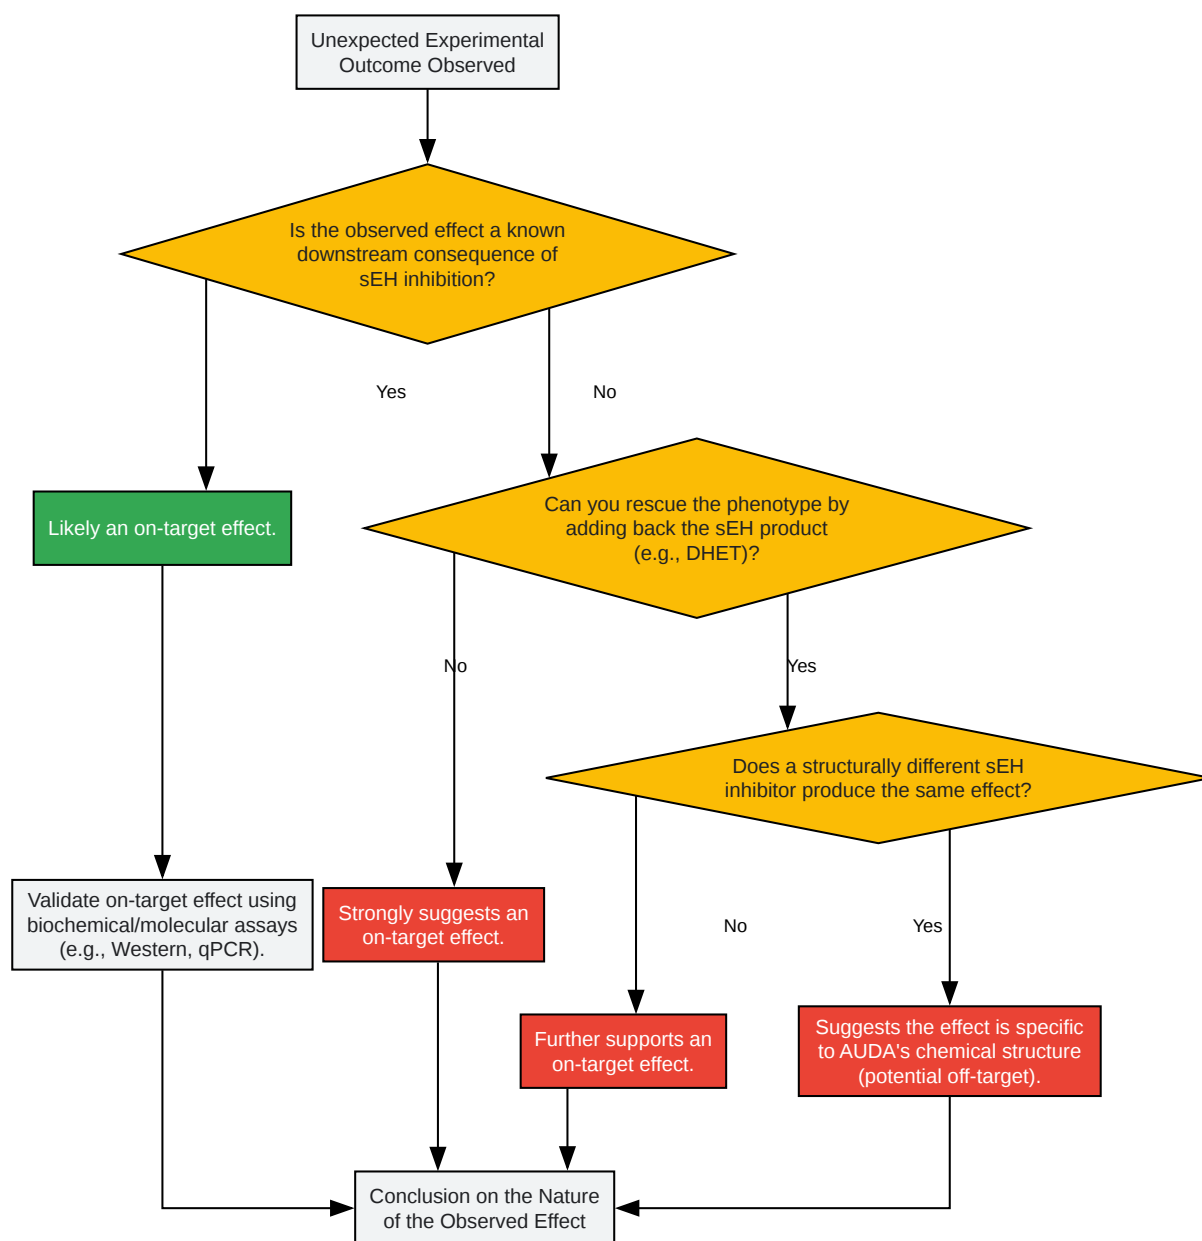 Unexpected Experimental
Outcome Observed
Is the observed effect a known
downstream consequence of
sEH inhibition?
Yes
No
Likely an on-target effect.
Can you rescue the phenotype by
adding back the sEH product
(e.g., DHET)?
No
Yes
Does a structurally different sEH
inhibitor produce the same effect?
Validate on-target effect using
biochemical/molecular assays
(e.g., Western, qPCR).
Strongly suggests an
on-target effect.
No
Yes
Further supports an
on-target effect.
Suggests the effect is specific
to AUDA's chemical structure
(potential off-target).
Conclusion on the Nature
of the Observed Effect